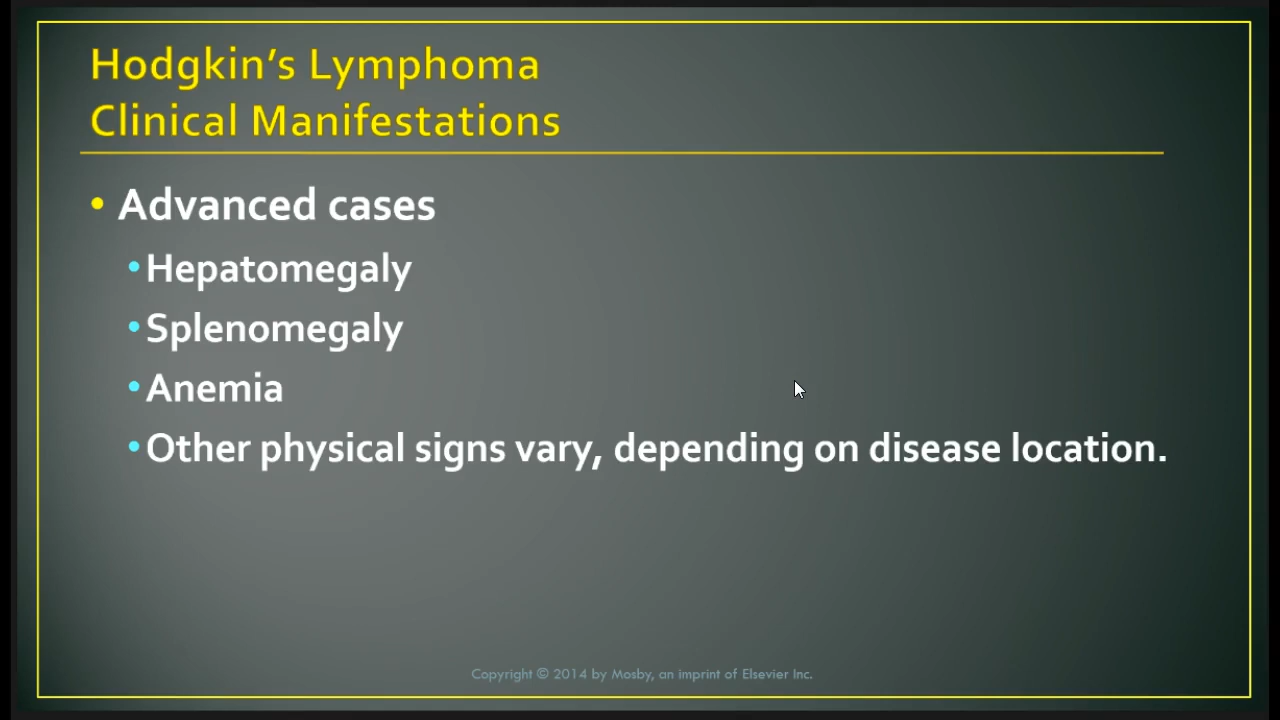 Hodgkin’s Lymphoma
Clinical Manifestations
• Advanced cases
• Hepatomegaly
• Splenomegaly
• Anemia
• Other physical signs vary, depending on disease location.
Copyright © 2014 by Mosby, an imprint of Elsevier Inc.